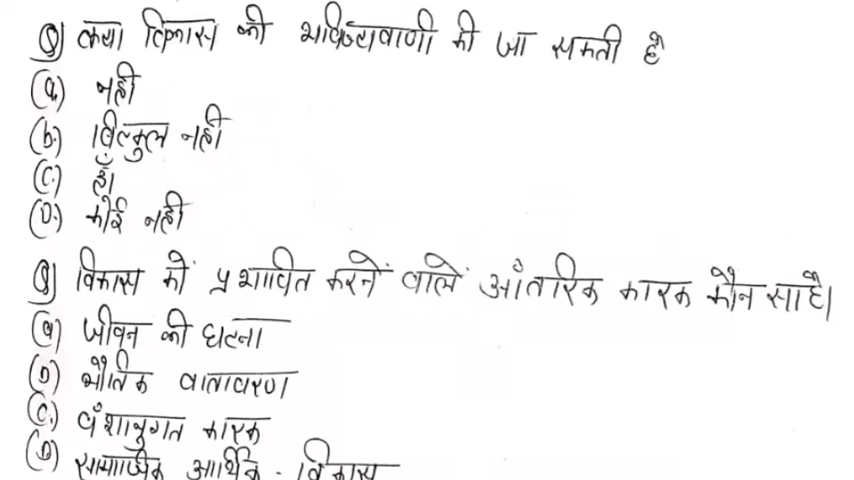 Q) क्या विकास की भविष्यवाणी की जा सकती है
(a) नही
(b.) बिल्कुल नही
(C) हाँ
(D.) कोई नही
Q) विकास कों प्रभावित करनें वालें आँतरिक कारक कौन सा है।
(a) जीवन की घटना
(b) भौतिक वातावरण
(C.) वँशानुगत कारक
(D) सामाजिक आर्थिक - विकास